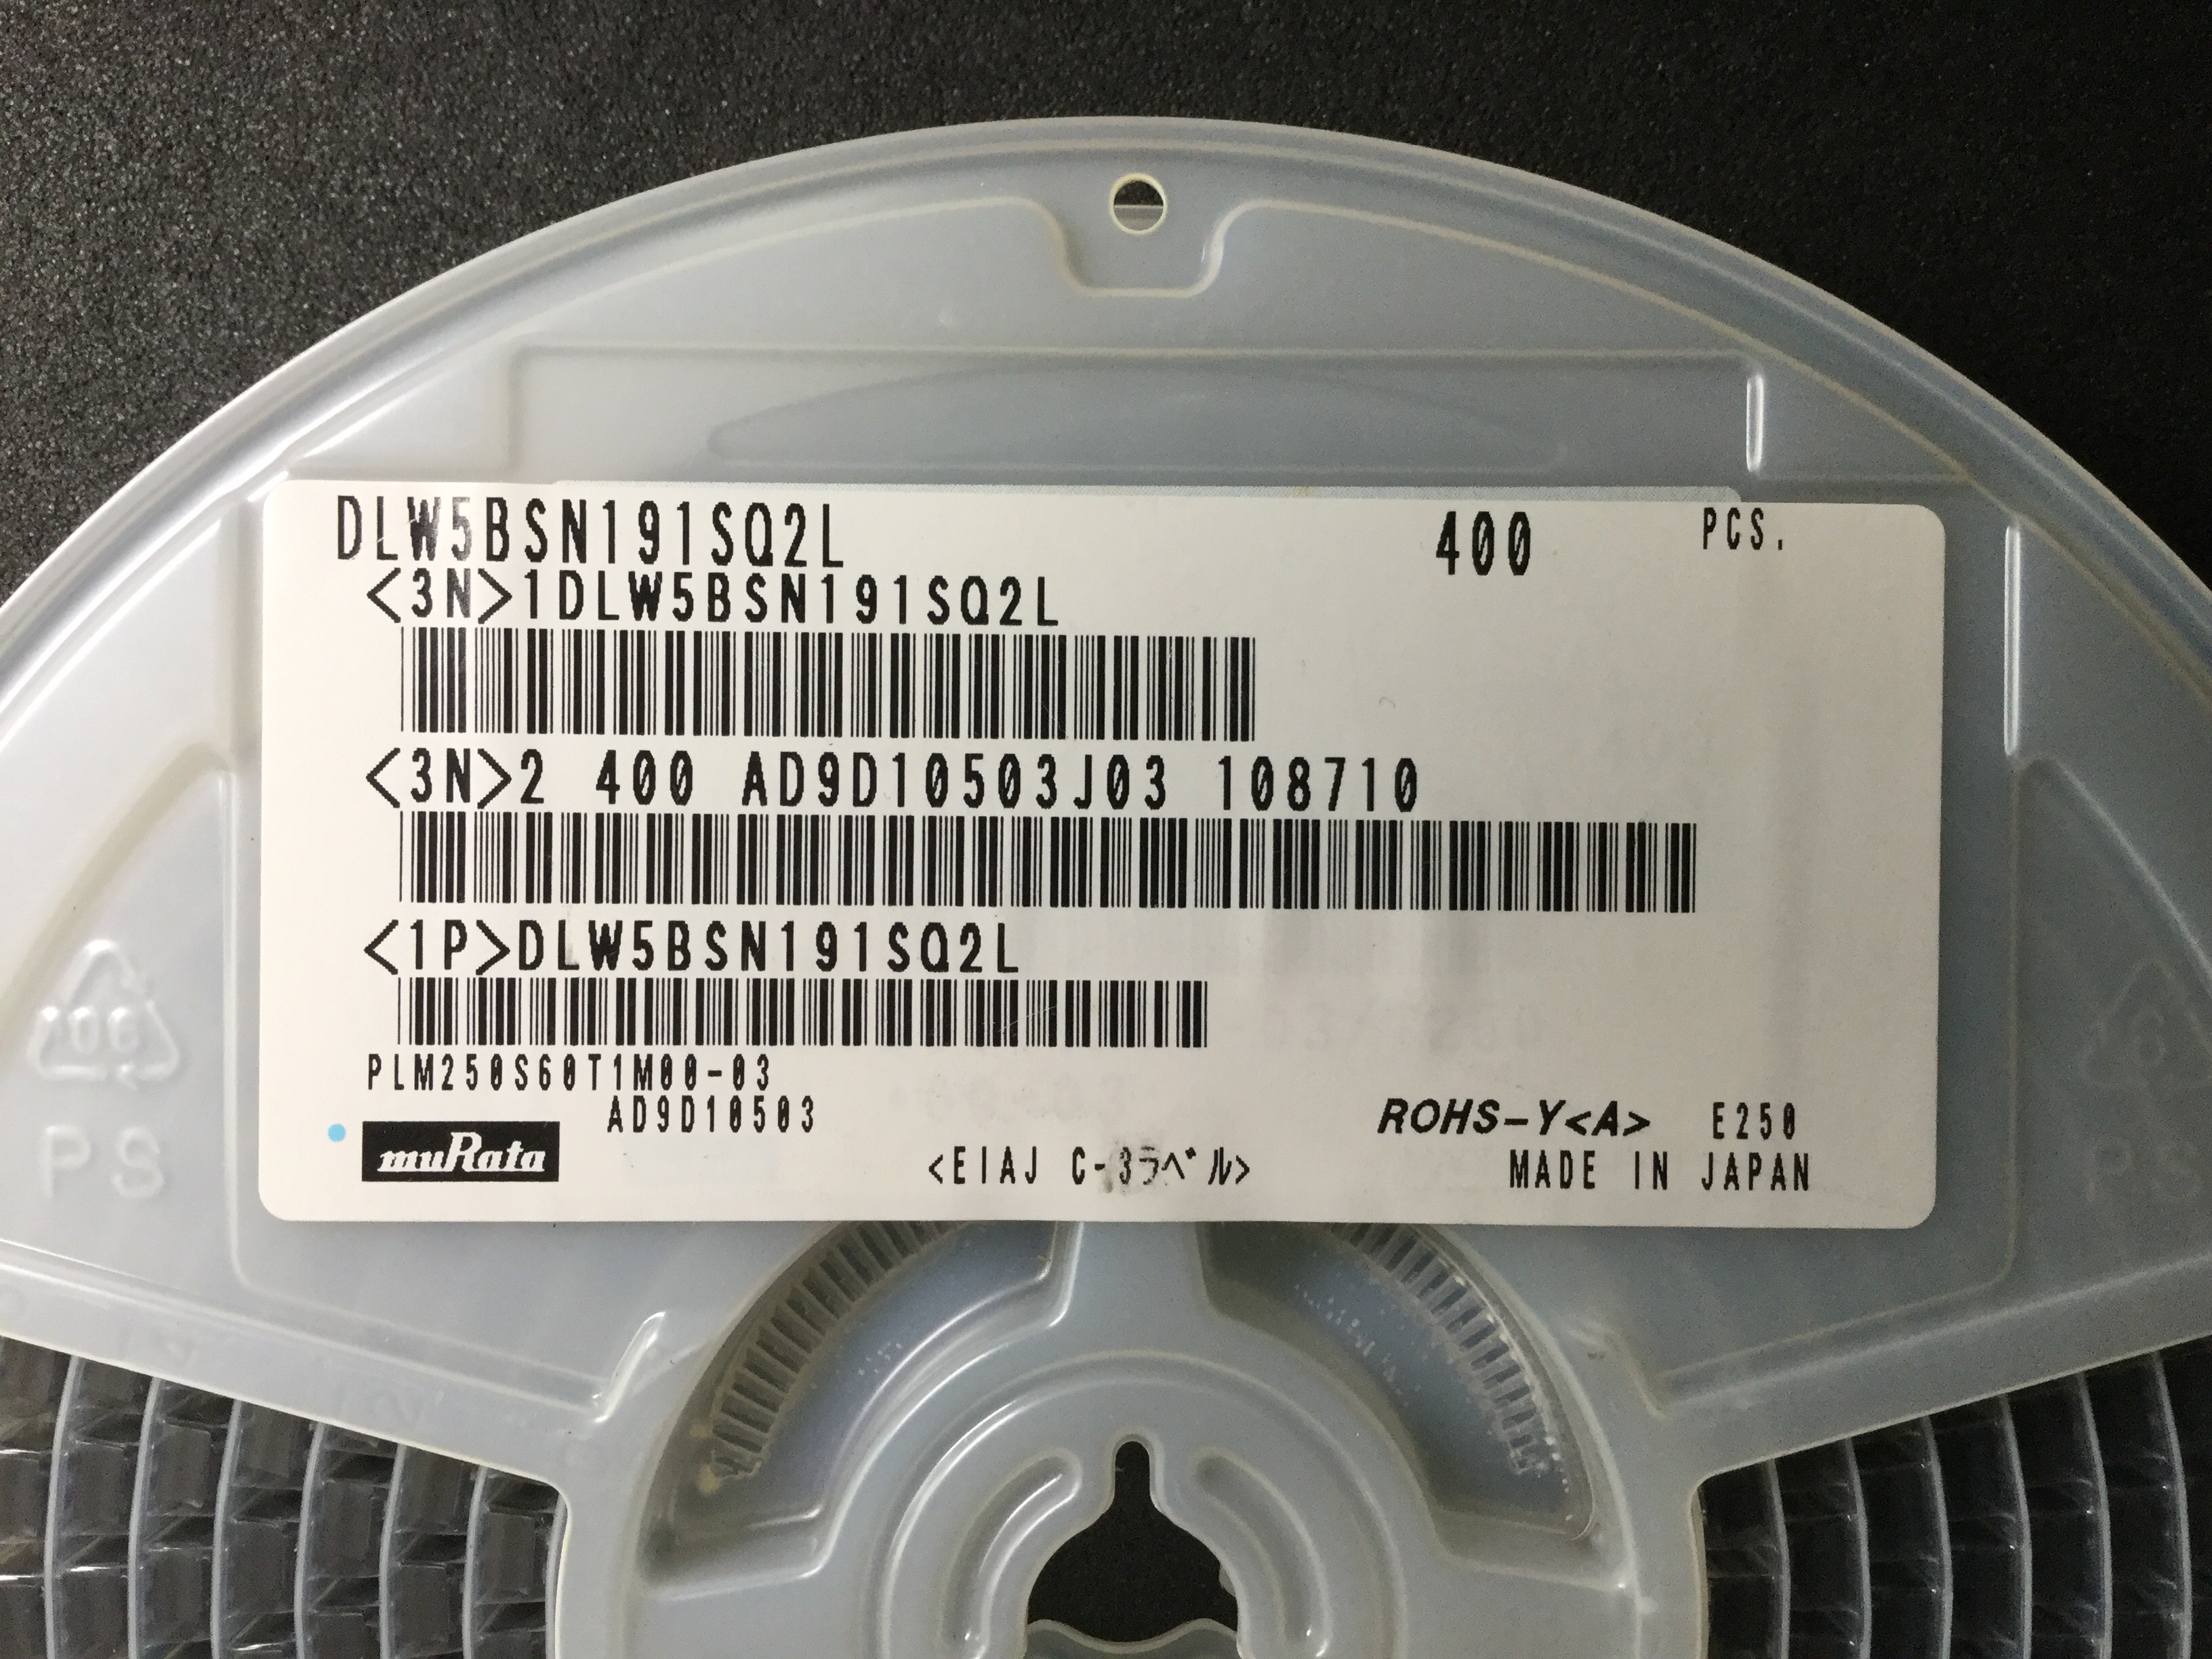 DLW5BSN191SQ2L 400 PCS.
<3N>1DLW5BSN191SQ2L
<3N>2 400 AD9D10503J03 108710
<1P>DLW5BSN191SQ2L
PLM250S60T1M00-03
AD9D10503
ROHS-Y<A> E250
muRata
<EIAJ C-3ラベル>
MADE IN JAPAN
06
PS